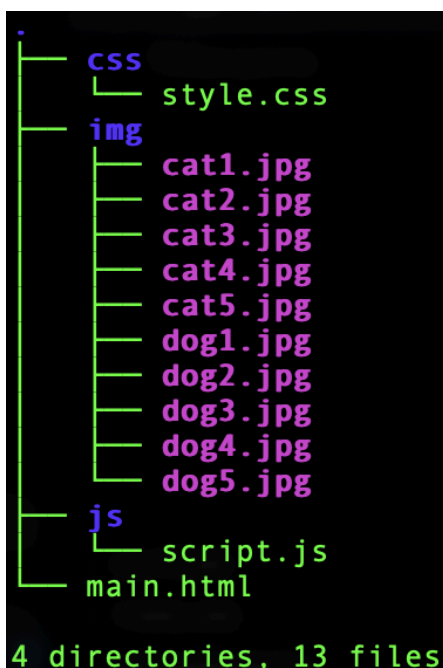 .
├── css
│   └── style.css
├── img
│   ├── cat1.jpg
│   ├── cat2.jpg
│   ├── cat3.jpg
│   ├── cat4.jpg
│   ├── cat5.jpg
│   ├── dog1.jpg
│   ├── dog2.jpg
│   ├── dog3.jpg
│   ├── dog4.jpg
│   └── dog5.jpg
├── js
│   └── script.js
└── main.html
4 directories, 13 files